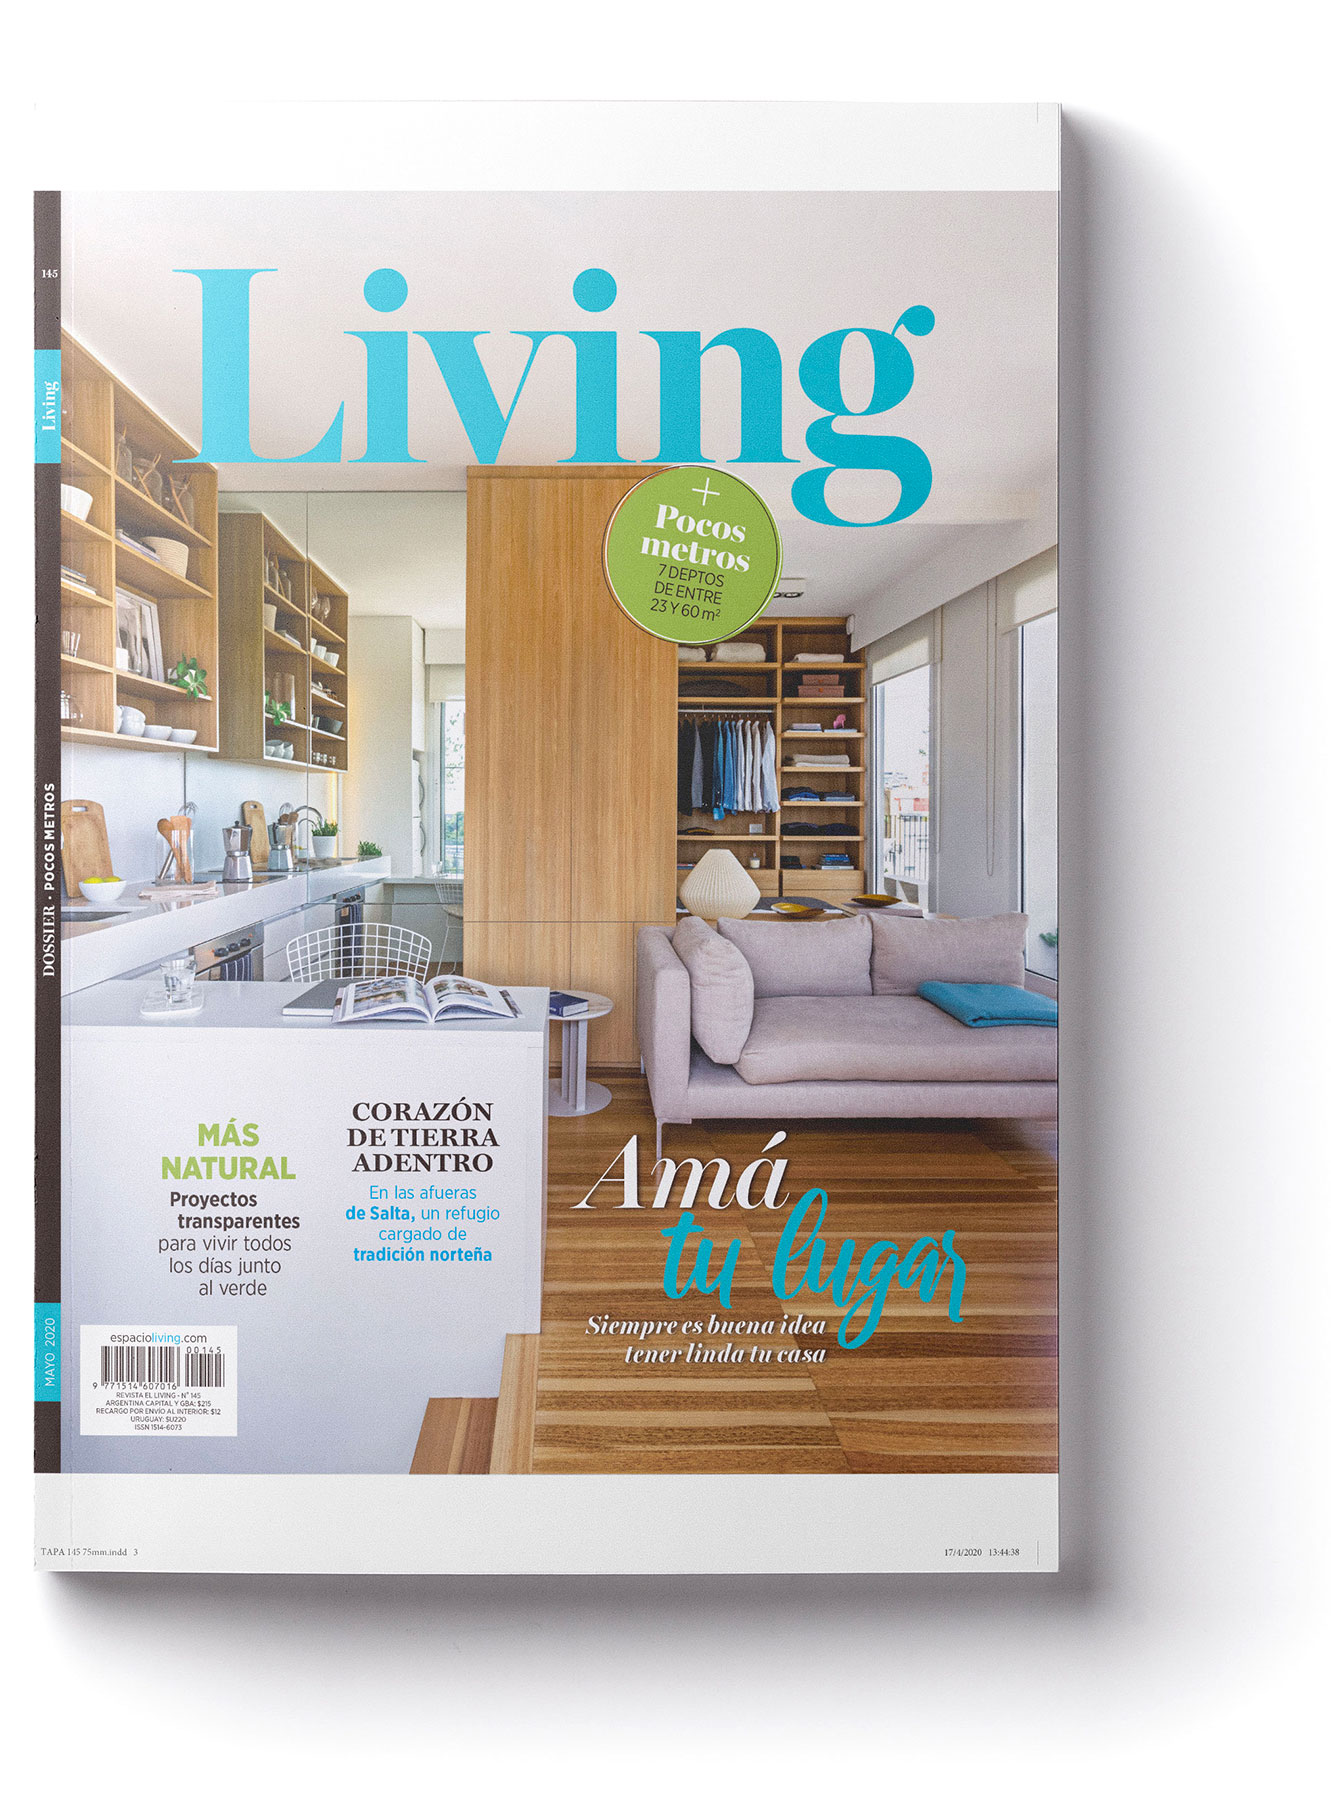 145
Living
DOSSIER · POCOS METROS
MAYO 2020
Living
+
Pocos
metros
7 DEPTOS
DE ENTRE
23 Y 60 m²
MÁS
NATURAL
Proyectos
transparentes
para vivir todos
los días junto
al verde
CORAZÓN
DE TIERRA
ADENTRO
En las afueras
de Salta, un refugio
cargado de
tradición norteña
Amá
tu lugar
Siempre es buena idea
tener linda tu casa
espacioliving.com
00145
9 771514 607016
REVISTA EL LIVING - N° 145
ARGENTINA CAPITAL Y GBA: $215
RECARGO POR ENVÍO AL INTERIOR: $12
URUGUAY: $U220
ISSN 1514-6073
TAPA 145 75mm.indd 3
17/4/2020 13:44:38